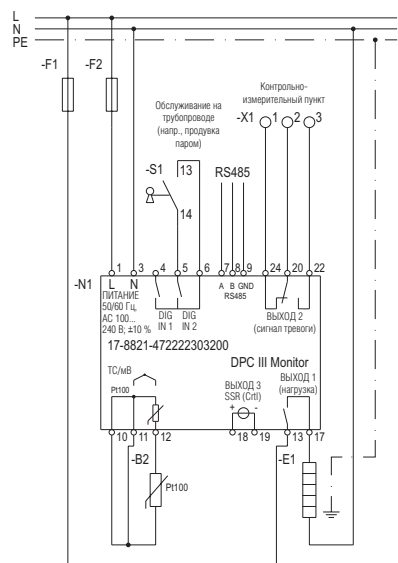 L
N
PE
-F1
-F2
Обслуживание на
трубопроводе
(напр., продувка
паром)
Контрольно-
измерительный пункт
-X1 1 2 3
-S1 13
14
RS485
-N1
1 3 4 5 6 7 8 9 24 20 22
L N
ПИТАНИЕ
50/60 Гц,
AC 100...
240 В; ±10 %
DIG
IN 1
DIG
IN 2
A B GND
RS485
ВЫХОД 2
(сигнал тревоги)
17-8821-472222303200
DPC III Monitor
ТС/мВ
Pt100
ВЫХОД 3
SSR (Crtl)
+ -
ВЫХОД 1
(нагрузка)
10 11 12 18 19 13 17
-B2
-E1
Pt100